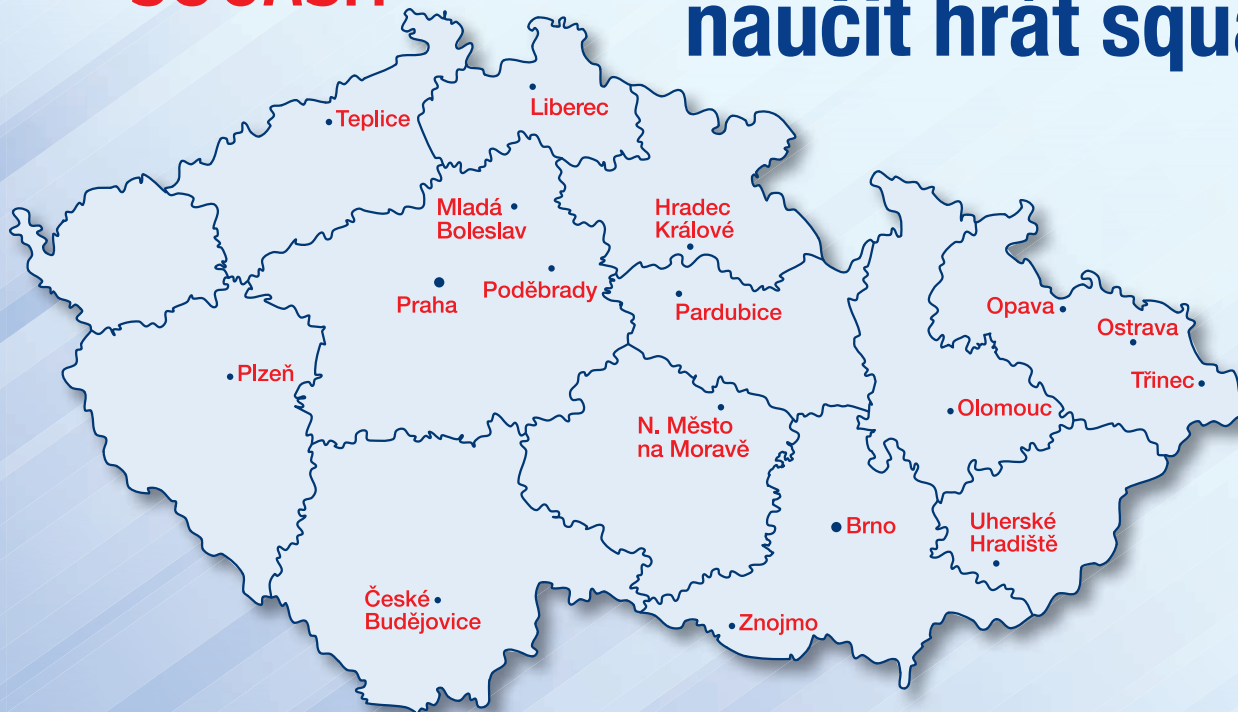 SQUASH
naučit hrát
Liberec
Teplice
Mladá
Boleslav
Hradec
Králové
Poděbrady
Praha
Pardubice
Opava
Ostrava
Plzeň
Třinec
Olomouc
N. Město
na Moravě
Brno
Uherské
Hradiště
České
Budějovice
Znojmo